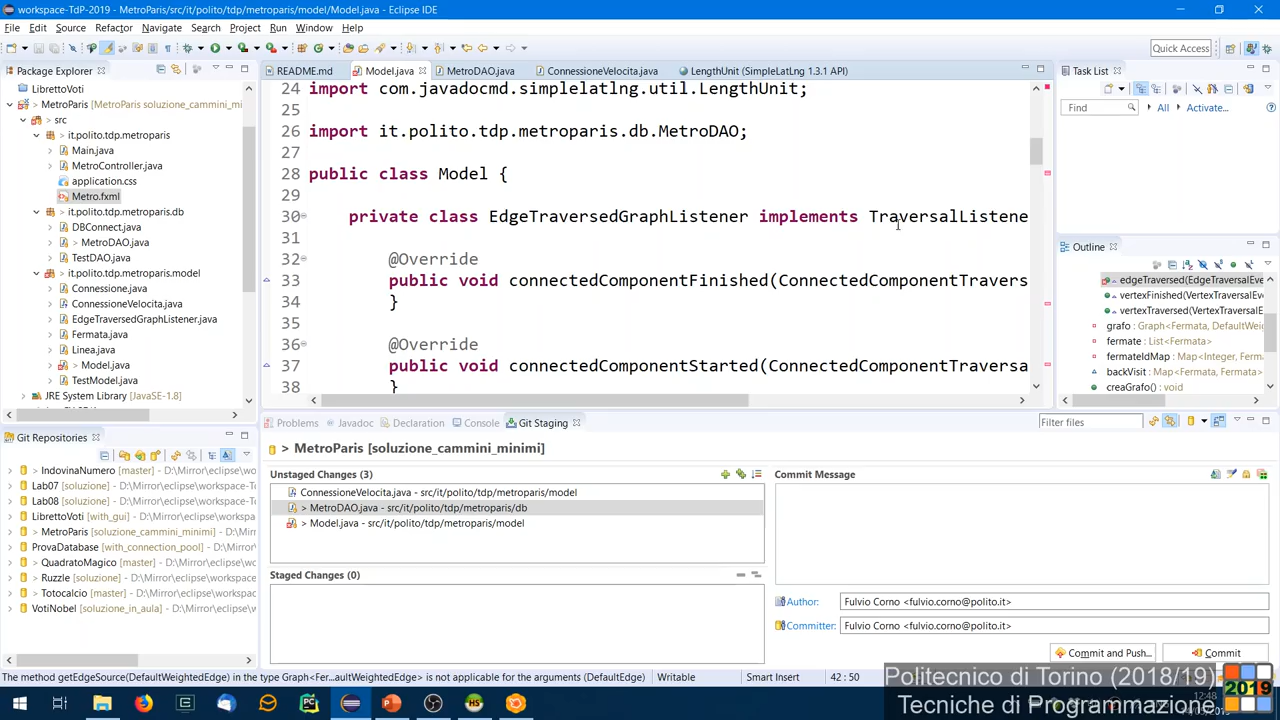 workspace-TdP-2019 - MetroParis/src/it/polito/tdp/metroparis/model/Model.java - Eclipse IDE
File Edit Source Refactor Navigate Search Project Run Window Help
Quick Access
Package Explorer
LibrettoVoti
MetroParis [MetroParis soluzione_cammini_mi
src
it.polito.tdp.metroparis
Main.java
MetroController.java
application.css
Metro.fxml
it.polito.tdp.metroparis.db
DBConnect.java
> MetroDAO.java
TestDAO.java
it.polito.tdp.metroparis.model
Connessione.java
ConnessioneVelocita.java
EdgeTraversedGraphListener.java
Fermata.java
Linea.java
> Model.java
TestModel.java
JRE System Library [JavaSE-1.8]
README.md Model.java MetroDAO.java ConnessioneVelocita.java LengthUnit (SimpleLatLng 1.3.1 API)
24 import com.javadocmd.simplelatlng.util.LengthUnit;
25
26 import it.polito.tdp.metroparis.db.MetroDAO;
27
28 public class Model {
29
30 private class EdgeTraversedGraphListener implements TraversalListene
31
32 @Override
33 public void connectedComponentFinished(ConnectedComponentTravers
34 }
35
36 @Override
37 public void connectedComponentStarted(ConnectedComponentTraversa
38 }
Task List
Find All Activate...
Outline
edgeTraversed(EdgeTraversalEve
vertexFinished(VertexTraversalEv
vertexTraversed(VertexTraversalE
grafo : Graph<Fermata, DefaultWei
fermate : List<Fermata>
fermateIdMap : Map<Integer, Ferm
backVisit : Map<Fermata, Fermata>
creaGrafo() : void
Git Repositories
> IndovinaNumero [master] - D:\Mirror\eclipse\wo
Lab07 [soluzione] - D:\Mirror\eclipse\workspace-T
Lab08 [soluzione] - D:\Mirror\eclipse\workspace-T
LibrettoVoti [with_gui] - D:\Mirror\eclipse\worksp
> MetroParis [soluzione_cammini_minimi] - D:\Mi
ProvaDatabase [with_connection_pool] - D:\Mirro
> QuadratoMagico [master] - D:\Mirror\eclipse\w
> Ruzzle [soluzione] - D:\Mirror\eclipse\workspace
> Totocalcio [master] - D:\Mirror\eclipse\workspac
VotiNobel [soluzione_in_aula] - D:\Mirror\eclipse\
Problems Javadoc Declaration Console Git Staging
Filter files
> MetroParis [soluzione_cammini_minimi]
Unstaged Changes (3)
ConnessioneVelocita.java - src/it/polito/tdp/metroparis/model
> MetroDAO.java - src/it/polito/tdp/metroparis/db
> Model.java - src/it/polito/tdp/metroparis/model
Staged Changes (0)
Commit Message
Author: Fulvio Corno <fulvio.corno@polito.it>
Committer: Fulvio Corno <fulvio.corno@polito.it>
Commit and Push... Commit
The method getEdgeSource(DefaultWeightedEdge) in the type Graph<Fer...aultWeightedEdge> is not applicable for the arguments (DefaultEdge) Writable Smart Insert 42 : 50
Politecnico di Torino (2018/19)
Tecniche di Programmazione
2019
12:48